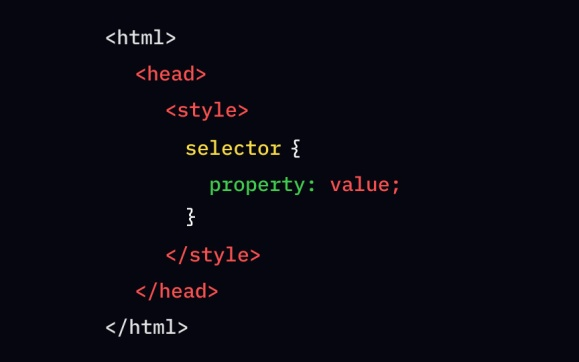 <html>
<head>
<style>
selector {
property: value;
}
</style>
</head>
</html>